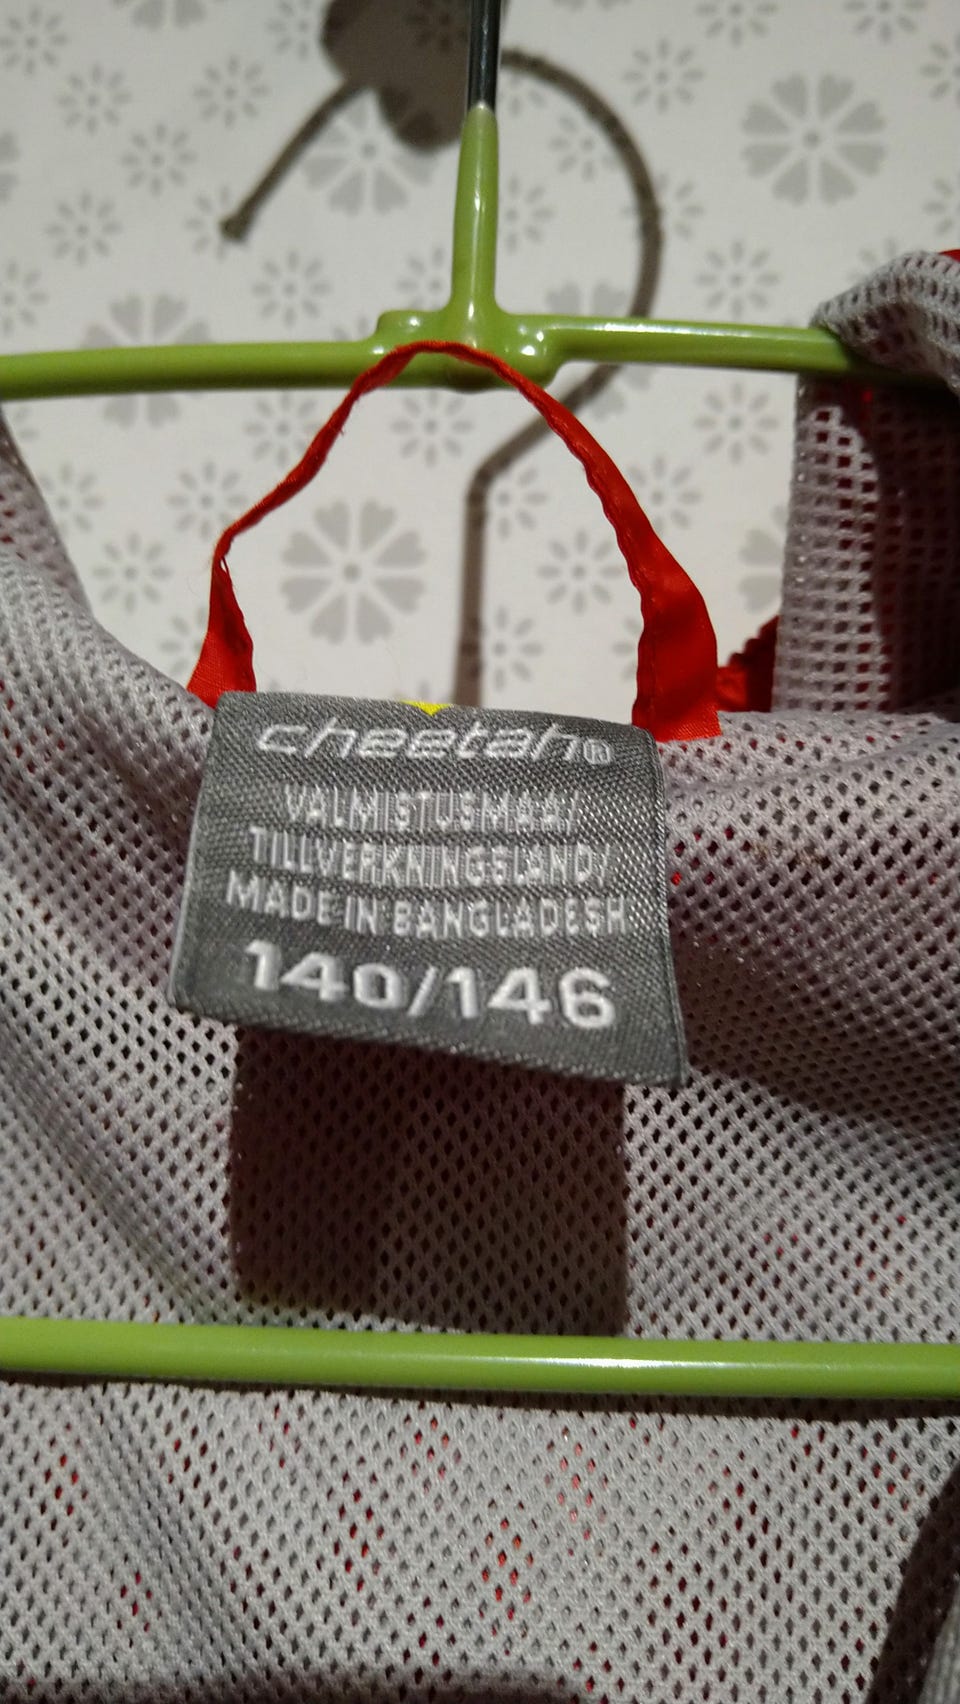 cheetah®
VALMISTUSMAA/
TILLVERKNINGSLAND/
MADE IN BANGLADESH
140/146